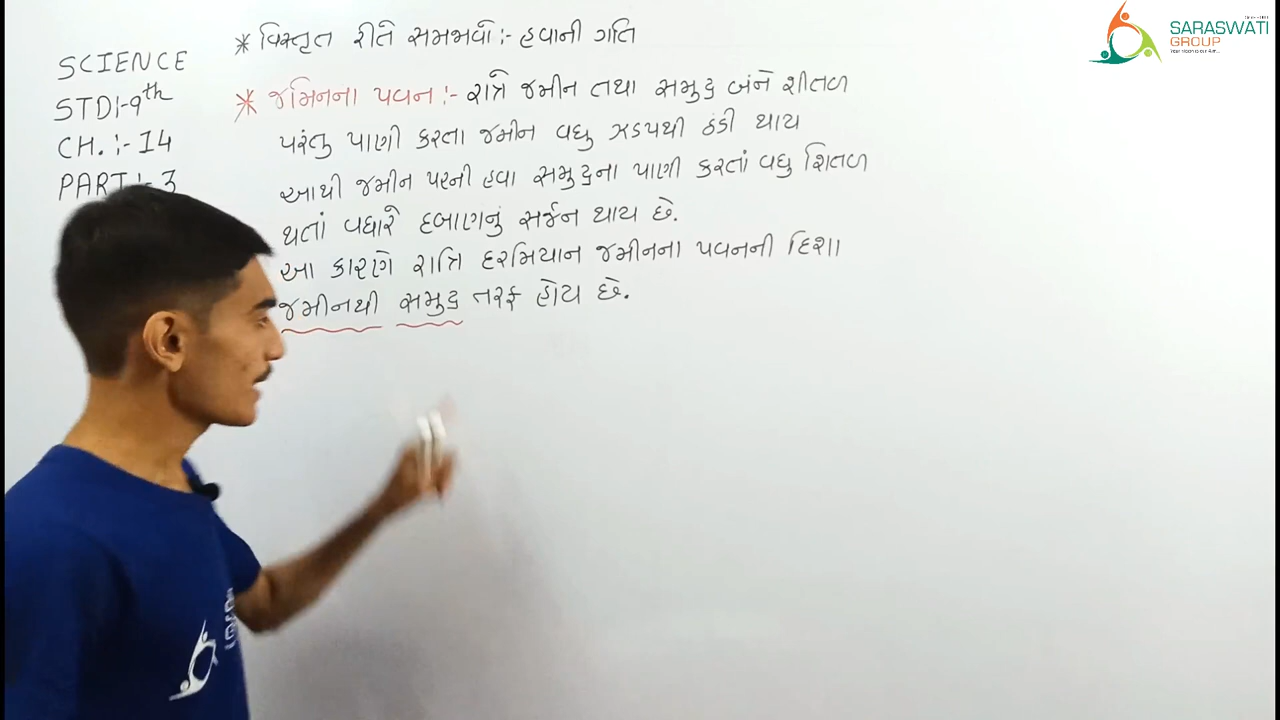 SCIENCE
STD:-9th
CH. :- 14
PART :- 3
* વિસ્તૃત રીતે સમજાવો :- હવાની ગતિ
* જમિનના પવન :- રાત્રે જમીન તથા સમુદ્ર બંને શીતળ
પરંતુ પાણી કરતા જમીન વધુ ઝડપથી ઠંડી થાય
આથી જમીન પરની હવા સમુદ્રના પાણી કરતાં વધુ શિતળ
થતાં વધારે દબાણનું સર્જન થાય છે.
આ કારણે રાત્રિ દરમિયાન જમીનના પવનની દિશા
જમીનથી સમુદ્ર તરફ હોય છે.
SARASWATI
GROUP